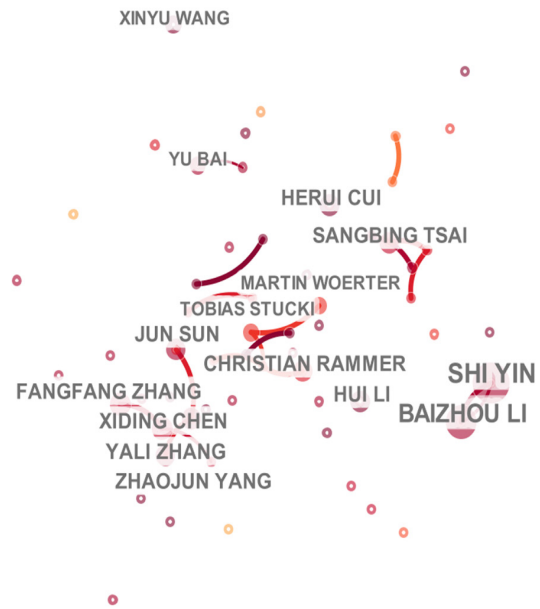 XINYU WANG
YU BAI
HERUI CUI
SANGBING TSAI
MARTIN WOERTER
TOBIAS STUCKI
JUN SUN
CHRISTIAN RAMMER
SHI YIN
FANGFANG ZHANG
HUI LI
BAIZHOU LI
XIDING CHEN
YALI ZHANG
ZHAOJUN YANG